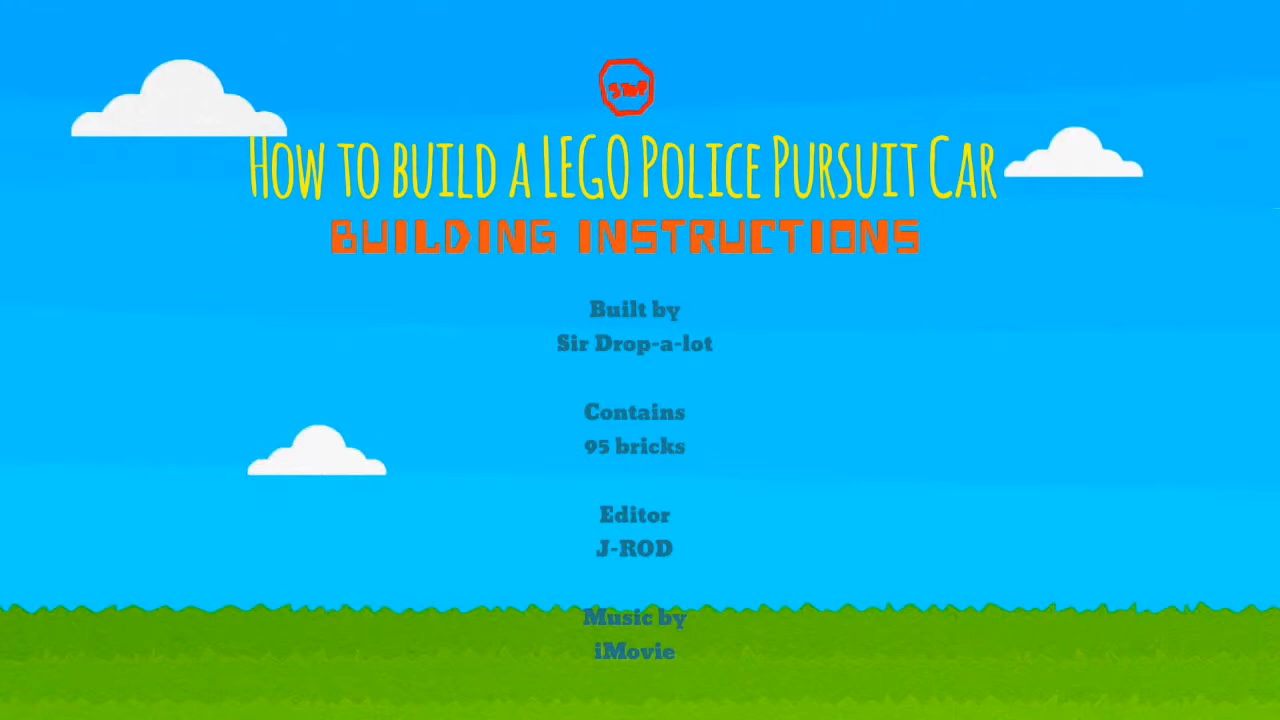 STOP
How to build a LEGO Police Pursuit Car
BUILDING INSTRUCTIONS
Built by
Sir Drop-a-lot
Contains
95 bricks
Editor
J-ROD
Music by
iMovie